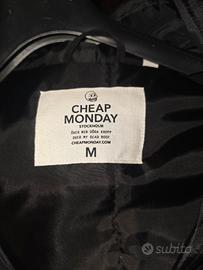 CHEAP
MONDAY
STOCKHOLM
ÖVER MIN DÖDA KROPP
OVER MY DEAD BODY
CHEAPMONDAY.COM
M
subito